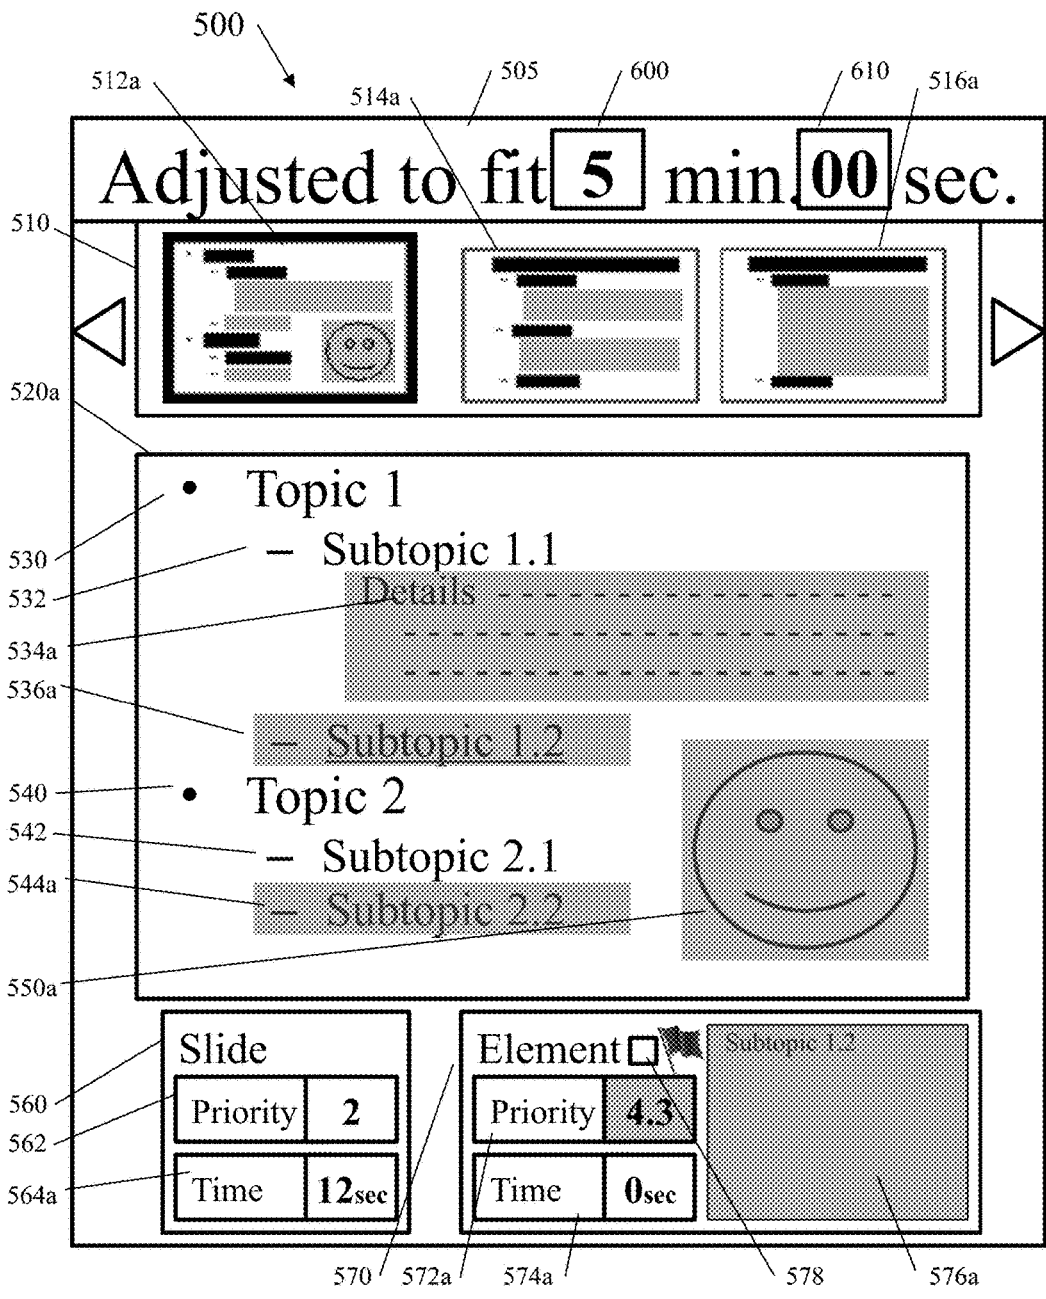 500
512a
505
600
610
514a
516a
Adjusted to fit 5 min. 00 sec.
510
520a
• Topic 1
530
– Subtopic 1.1
532
Details
534a
536a
– Subtopic 1.2
540
• Topic 2
542
– Subtopic 2.1
544a
– Subtopic 2.2
550a
Slide
Element
Subtopic 1.2
560
562
Priority 2
Priority 4.3
564a
Time 12sec
Time 0sec
570
572a
574a
578
576a